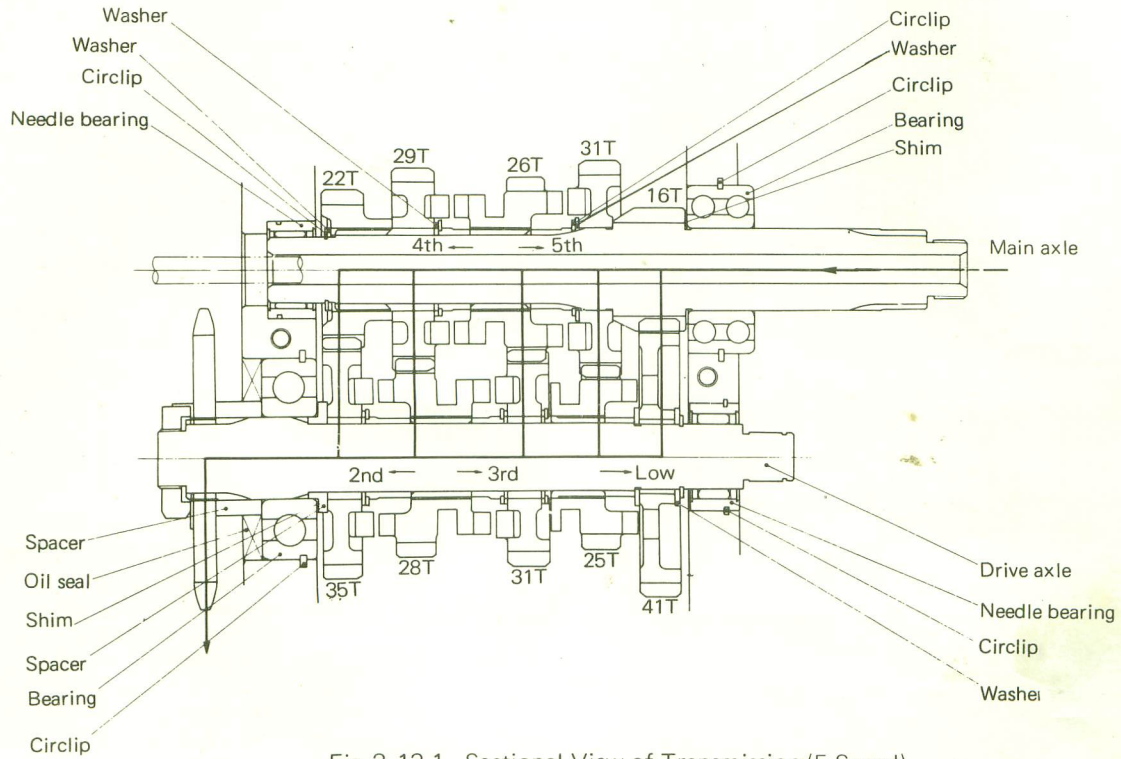 Washer
Washer
Circlip
Needle bearing
Circlip
Washer
Circlip
Bearing
Shim
22T
29T
26T
31T
16T
4th
5th
Main axle
2nd
3rd
Low
35T
28T
31T
25T
41T
Spacer
Oil seal
Shim
Spacer
Bearing
Circlip
Drive axle
Needle bearing
Circlip
Washer